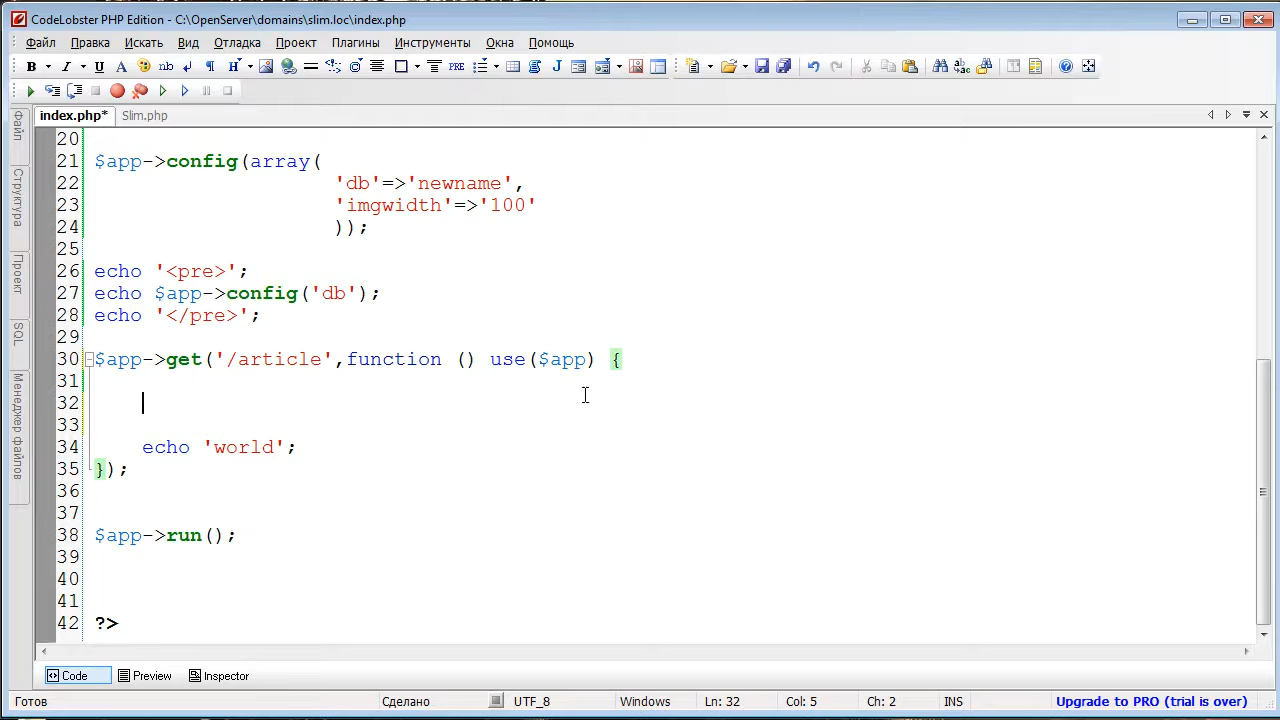 CodeLobster PHP Edition - C:\OpenServer\domains\slim.loc\index.php
Файл Правка Искать Вид Отладка Проект Плагины Инструменты Окна Помощь
index.php* Slim.php
Файл
Структура
Проект
SQL
Менеджер файлов
20
21 $app->config(array(
22 'db'=>'newname',
23 'imgwidth'=>'100'
24 ));
25
26 echo '<pre>';
27 echo $app->config('db');
28 echo '</pre>';
29
30 $app->get('/article',function () use($app) {
31
32
33
34 echo 'world';
35 });
36
37
38 $app->run();
39
40
41
42 ?>
Code Preview Inspector
Готов Сделано UTF_8 Windows Ln: 32 Col: 5 Ch: 2 INS Upgrade to PRO (trial is over)